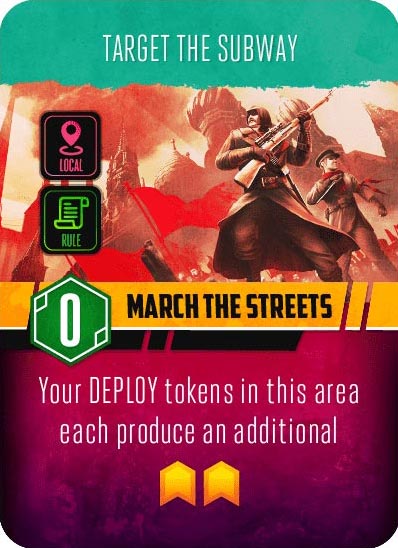 TARGET THE SUBWAY
LOCAL
RULE
0
MARCH THE STREETS
Your DEPLOY tokens in this area
each produce an additional